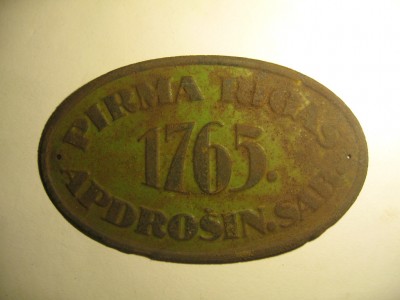 PIRMA RIGAS
1765.
APDROŠIN. SAB.